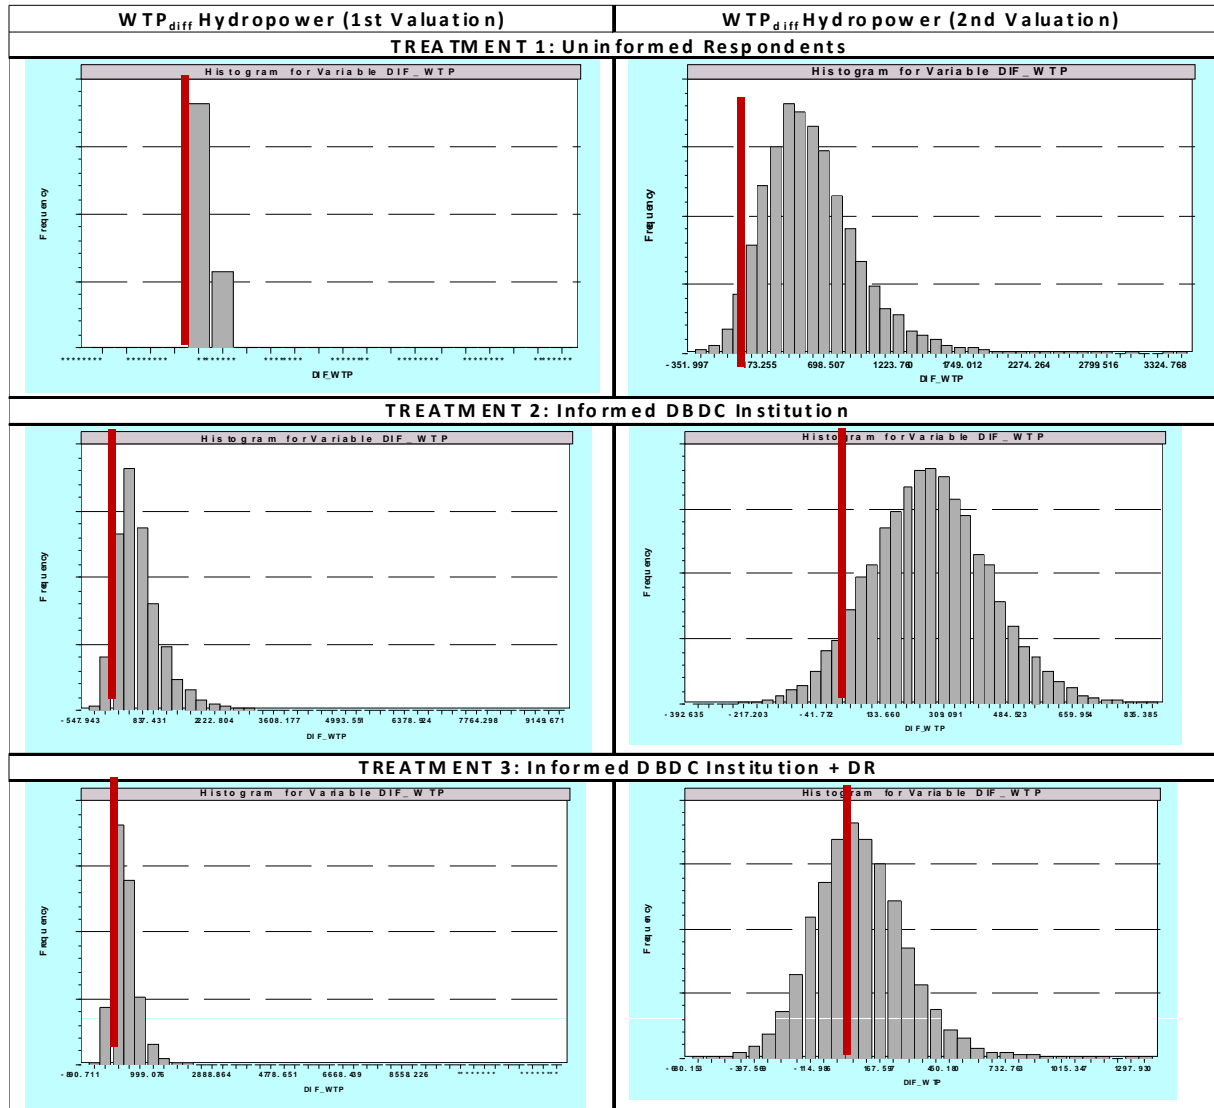 WTPdiff Hydropower (1st Valuation) WTPdiff Hydropower (2nd Valuation)
TREATMENT 1: Uninformed Respondents
Histogram for Variable DIF_WTP Histogram for Variable DIF_WTP
Frequency Frequency
******** ******** ******** ******** ******** ******** ******** ********
DIF_WTP
-351.997 173.255 698.507 1223.760 1749.012 2274.264 2799.516 3324.768
DIF_WTP
TREATMENT 2: Informed DBDC Institution
Histogram for Variable DIF_WTP Histogram for Variable DIF_WTP
Frequency Frequency
-547.943 837.431 2222.804 3608.177 4993.551 6378.924 7764.298 9149.671
DIF_WTP
-392.635 -217.203 -41.772 133.660 309.091 484.523 659.954 835.385
DIF_WTP
TREATMENT 3: Informed DBDC Institution + DR
Histogram for Variable DIF_WTP Histogram for Variable DIF_WTP
Frequency Frequency
-890.711 999.076 2888.864 4778.651 6668.439 8558.226 ******** ********
DIF_WTP
-680.153 -397.569 -114.986 167.597 450.180 732.763 1015.347 1297.930
DIF_WTP